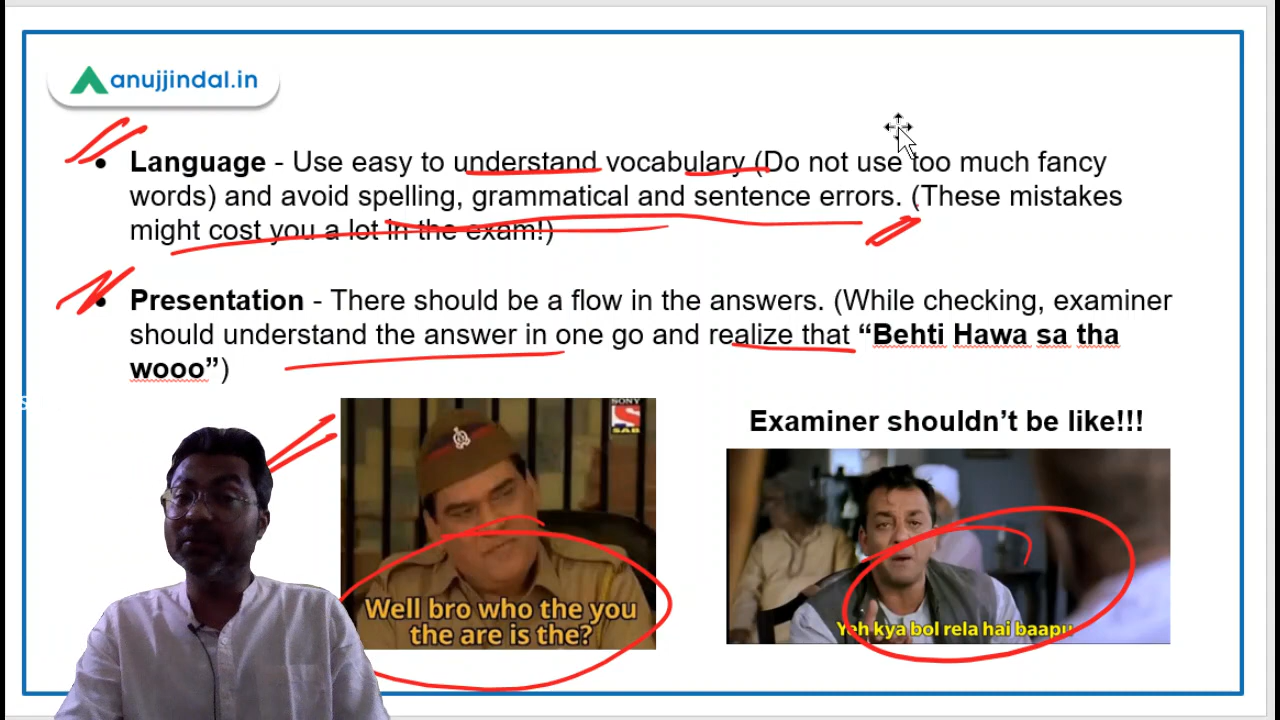 anujjindal.in
Language - Use easy to understand vocabulary (Do not use too much fancy
words) and avoid spelling, grammatical and sentence errors. (These mistakes
might cost you a lot in the exam!)
Presentation - There should be a flow in the answers. (While checking, examiner
should understand the answer in one go and realize that “Behti Hawa sa tha
wooo”)
SONY
SAB
Well bro who the you
the are is the?
Examiner shouldn’t be like!!!
Yeh kya bol rela hai baapu